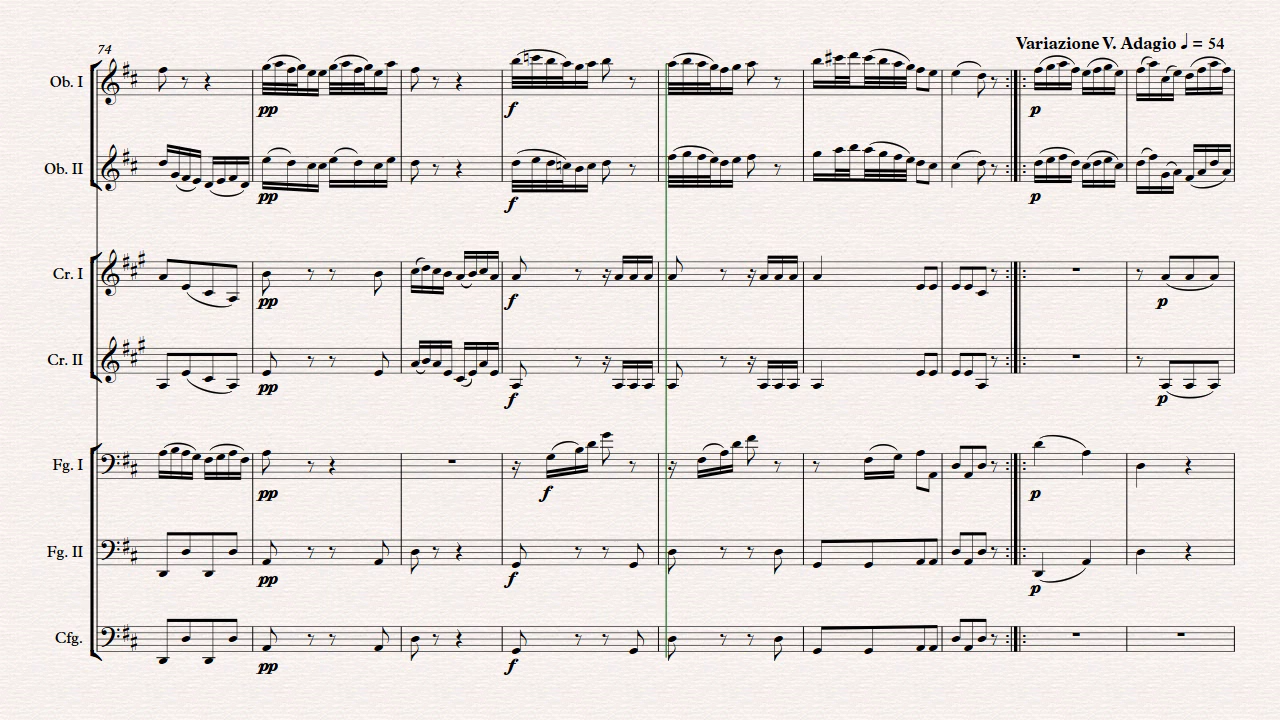 74
Variazione V. Adagio ♩ = 54
Ob. I
pp
f
p
Ob. II
pp
f
p
Cr. I
pp
f
p
Cr. II
pp
f
p
Fg. I
pp
f
p
Fg. II
pp
f
p
Cfg.
pp
f